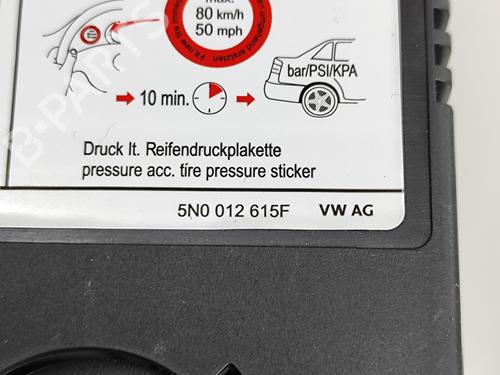 max.
80 km/h
50 mph
bar/PSI/KPA
10 min.
Druck lt. Reifendruckplakette
pressure acc. tire pressure sticker
5N0 012 615F VW AG
B-PARTS